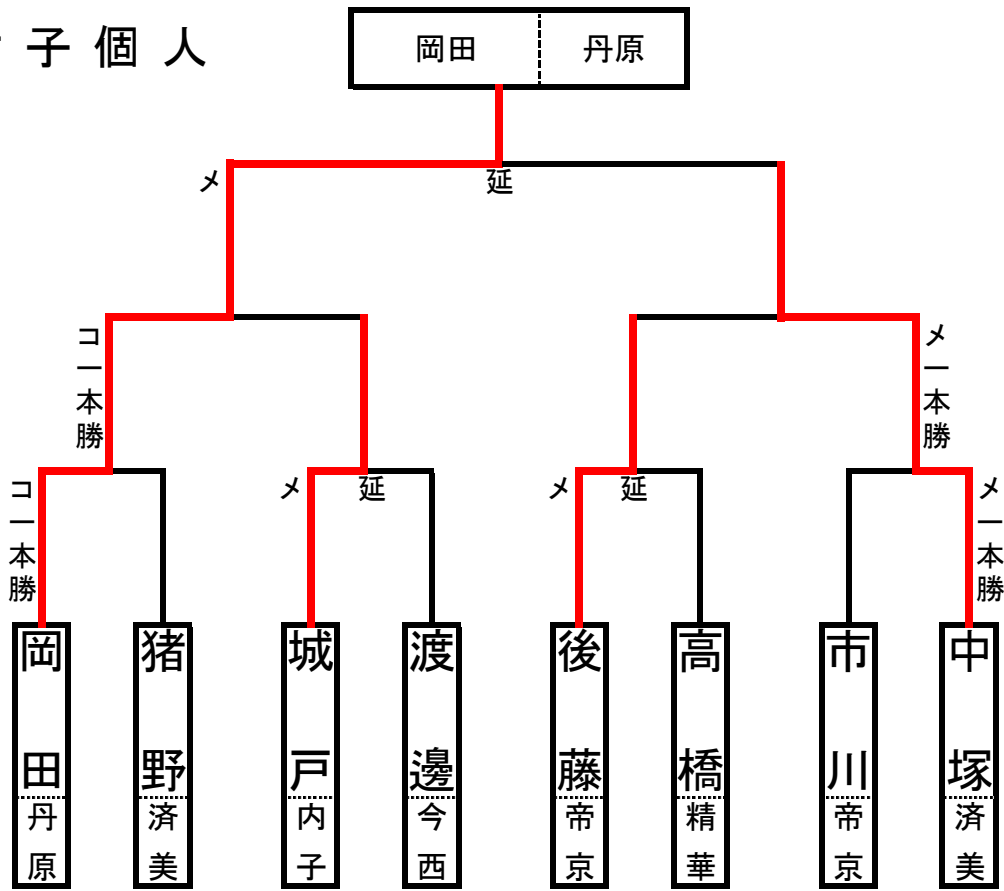 子個人
岡田 丹原
メ 延
コ一本勝 メ一本勝
コ一本勝 メ 延 メ 延 メ一本勝
岡田 丹原
猪野 済美
城戸 内子
渡邊 今西
後藤 帝京
高橋 精華
市川 帝京
中塚 済美